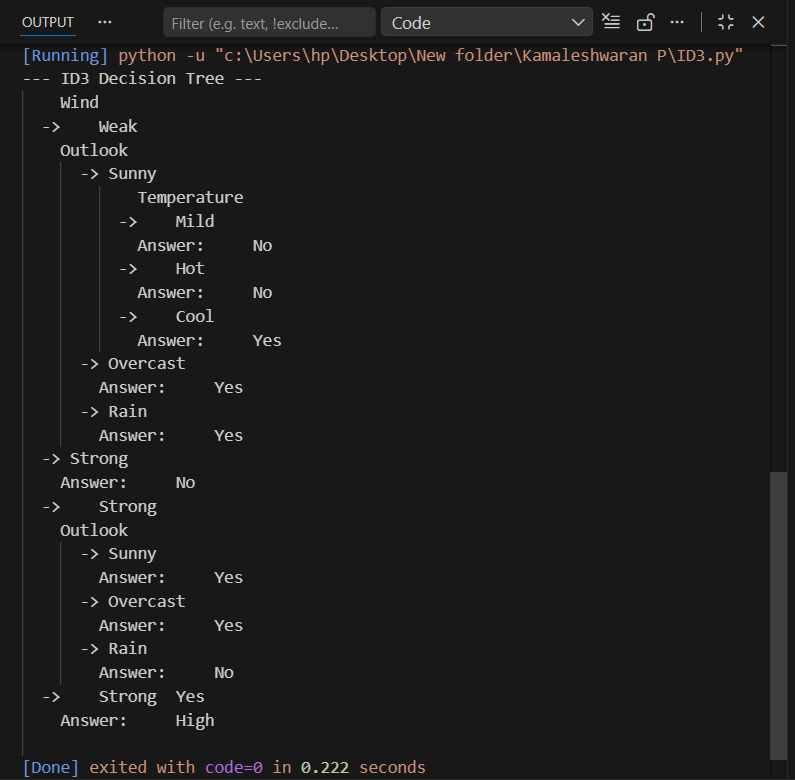 OUTPUT ··· Filter (e.g. text, !exclude... Code ···
[Running] python -u "c:\Users\hp\Desktop\New folder\Kamaleshwaran P\ID3.py"
--- ID3 Decision Tree ---
Wind
-> Weak
Outlook
-> Sunny
Temperature
-> Mild
Answer: No
-> Hot
Answer: No
-> Cool
Answer: Yes
-> Overcast
Answer: Yes
-> Rain
Answer: Yes
-> Strong
Answer: No
-> Strong
Outlook
-> Sunny
Answer: Yes
-> Overcast
Answer: Yes
-> Rain
Answer: No
-> Strong Yes
Answer: High
[Done] exited with code=0 in 0.222 seconds